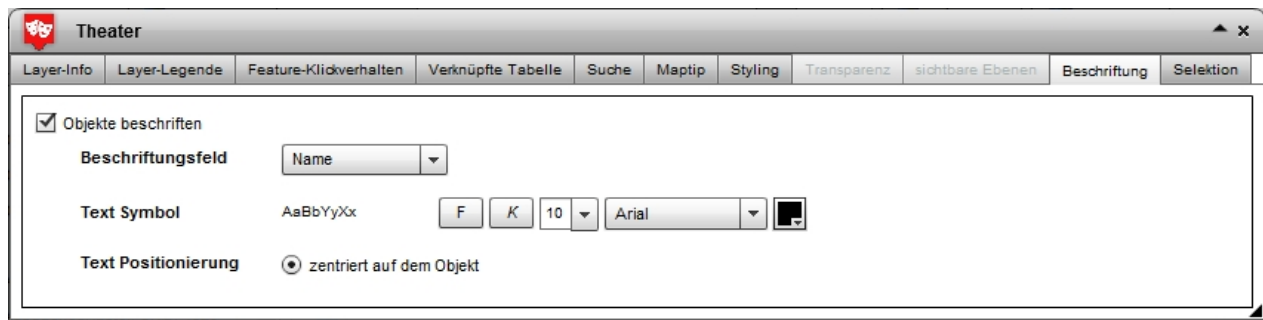 Theater
Layer-Info Layer-Legende Feature-Klickverhalten Verknüpfte Tabelle Suche Maptip Styling Transparenz sichtbare Ebenen Beschriftung Selektion
Objekte beschriften
Beschriftungsfeld Name
Text Symbol AaBbYyXx F K 10 Arial
Text Positionierung zentriert auf dem Objekt